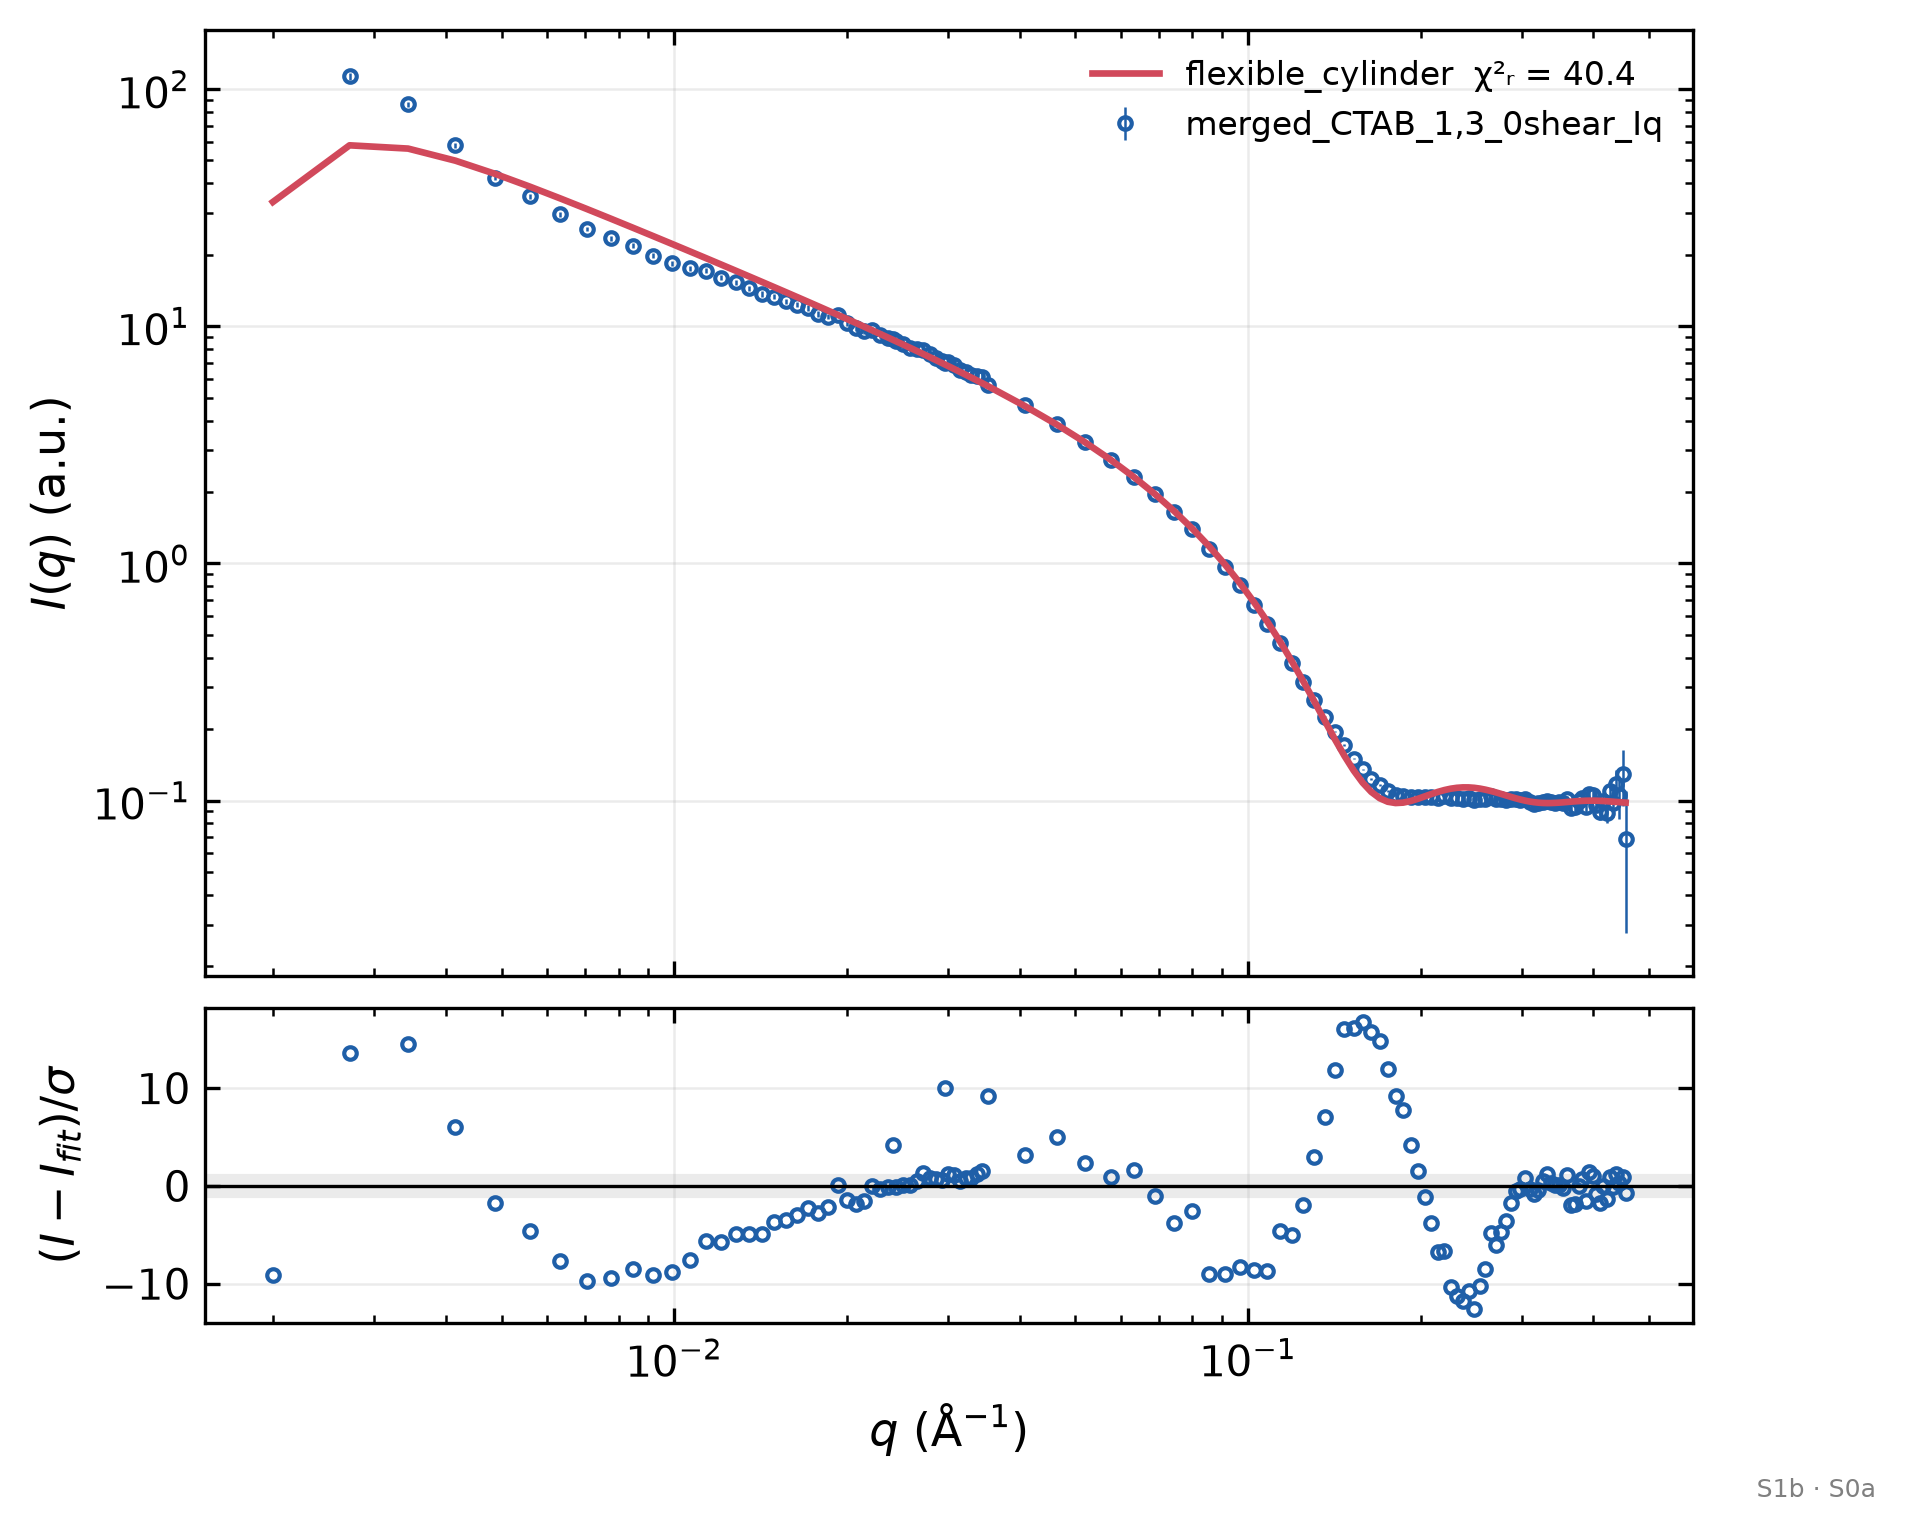 flexible_cylinder χ²ᵣ = 40.4
merged_CTAB_1,3_0shear_Iq
10²
10¹
10⁰
10⁻¹
I(q) (a.u.)
10
0
−10
(I − I_fit)/σ
10⁻²
10⁻¹
q (Å⁻¹)
S1b · S0a